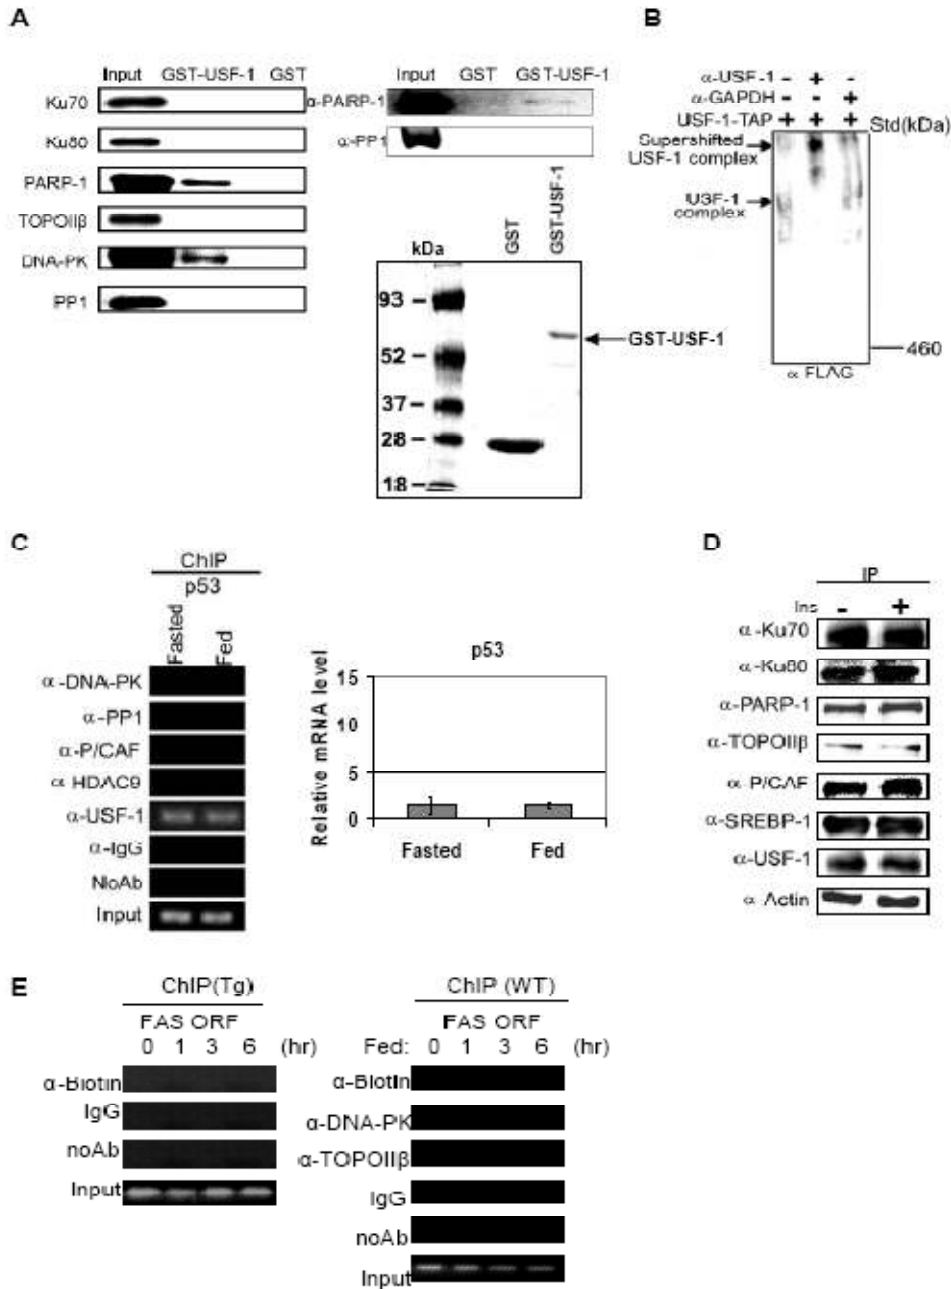 A
Input GST-USF-1 GST
Ku70
Ku80
PARP-1
TOPOIIβ
DNA-PK
PP1
Input GST GST-USF-1
α-PARP-1
α-PP1
kDa
GST
GST-USF-1
93
52
37
28
18
GST-USF-1
B
α-USF-1 - + -
α-GAPDH - - +
USF-1-TAP + + +
Std(kDa)
Supershifted
USF-1 complex
USF-1
complex
460
α FLAG
C
ChIP
p53
Fasted
Fed
α-DNA-PK
α-PP1
α-P/CAF
α HDAC9
α-USF-1
α-IgG
NoAb
Input
p53
Relative mRNA level
15
10
5
0
Fasted Fed
D
IP
Ins - +
α-Ku70
α-Ku80
α-PARP-1
α-TOPOIIβ
α P/CAF
α-SREBP-1
α-USF-1
α Actin
E
ChIP(Tg)
FAS ORF
0 1 3 6 (hr)
α-Biotin
IgG
noAb
Input
ChIP (WT)
FAS ORF
Fed: 0 1 3 6 (hr)
α-Biotin
α-DNA-PK
α-TOPOIIβ
IgG
noAb
Input